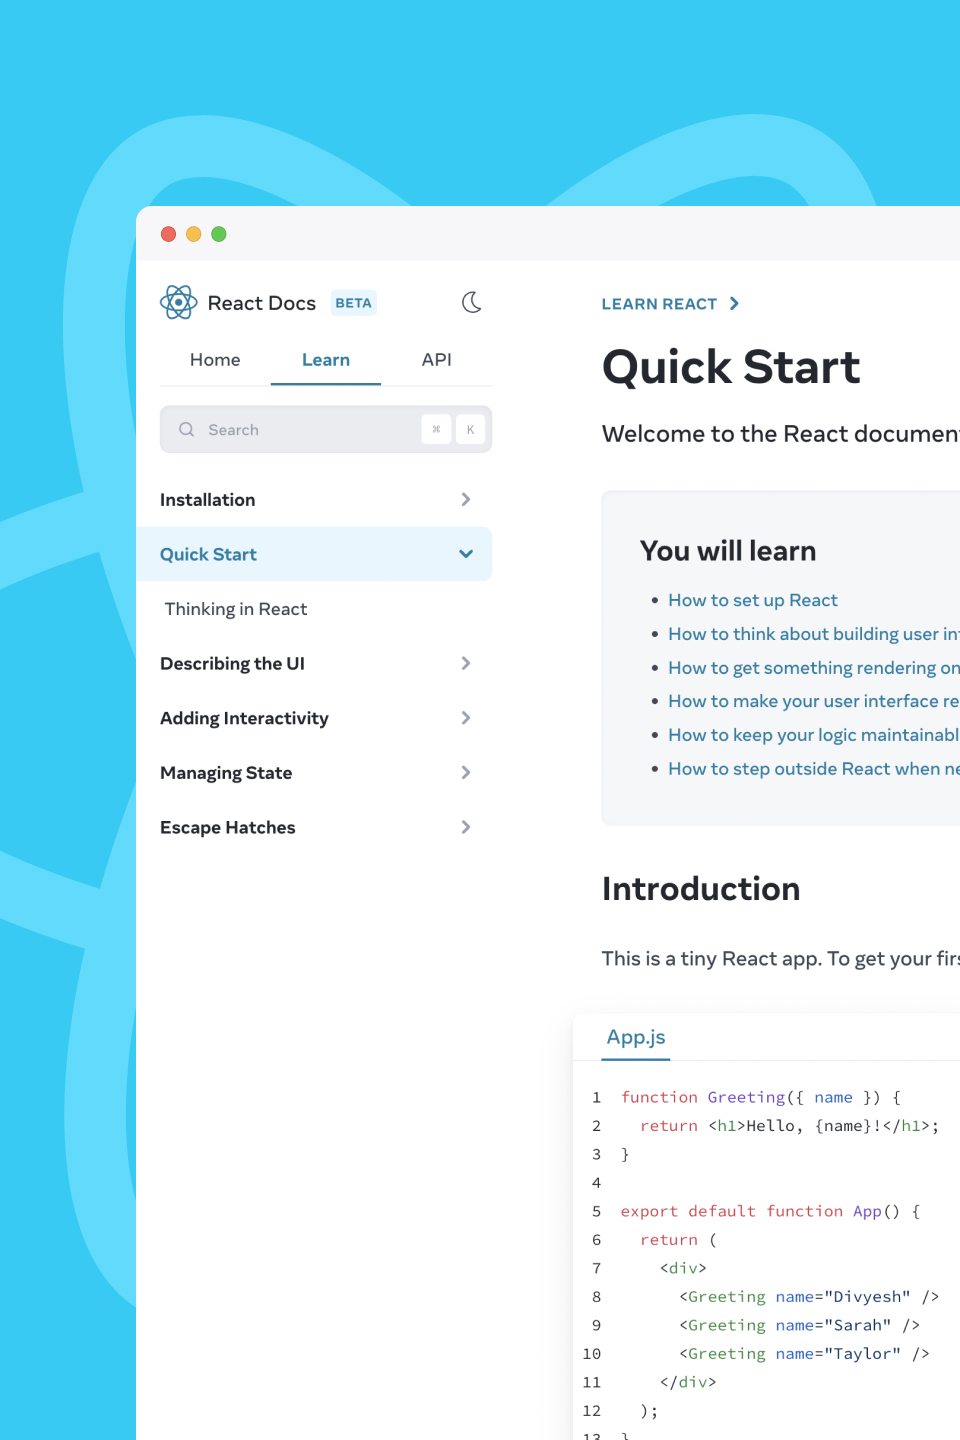 React Docs BETA
Home Learn API
Search ⌘ K
Installation
Quick Start
Thinking in React
Describing the UI
Adding Interactivity
Managing State
Escape Hatches
LEARN REACT
Quick Start
Welcome to the React
You will learn
How to set up React
How to think about building user
How to get something rendering on
How to make your user interface
How to keep your logic
How to step outside React when
Introduction
This is a tiny React app. To get your
App.js
1 function Greeting({ name }) {
2 return <h1>Hello, {name}!</h1>;
3 }
4
5 export default function App() {
6 return (
7 <div>
8 <Greeting name="Divyesh" />
9 <Greeting name="Sarah" />
10 <Greeting name="Taylor" />
11 </div>
12 );
13 }